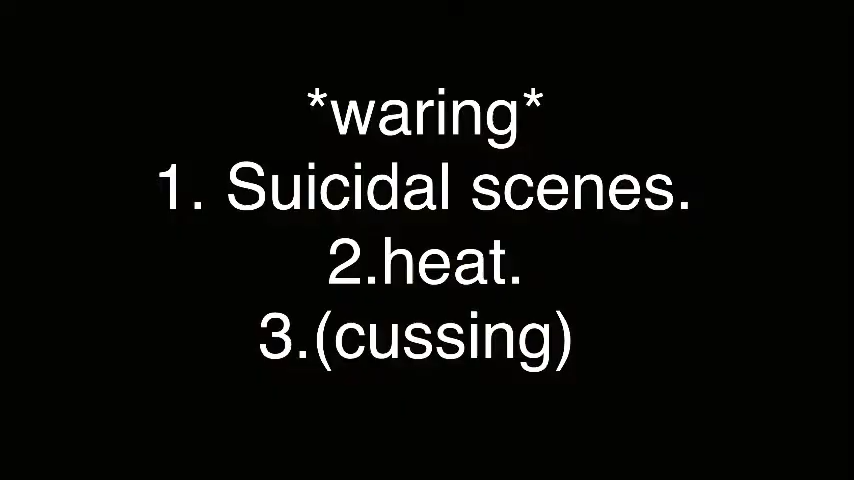 *waring*
1. Suicidal scenes.
2.heat.
3.(cussing)